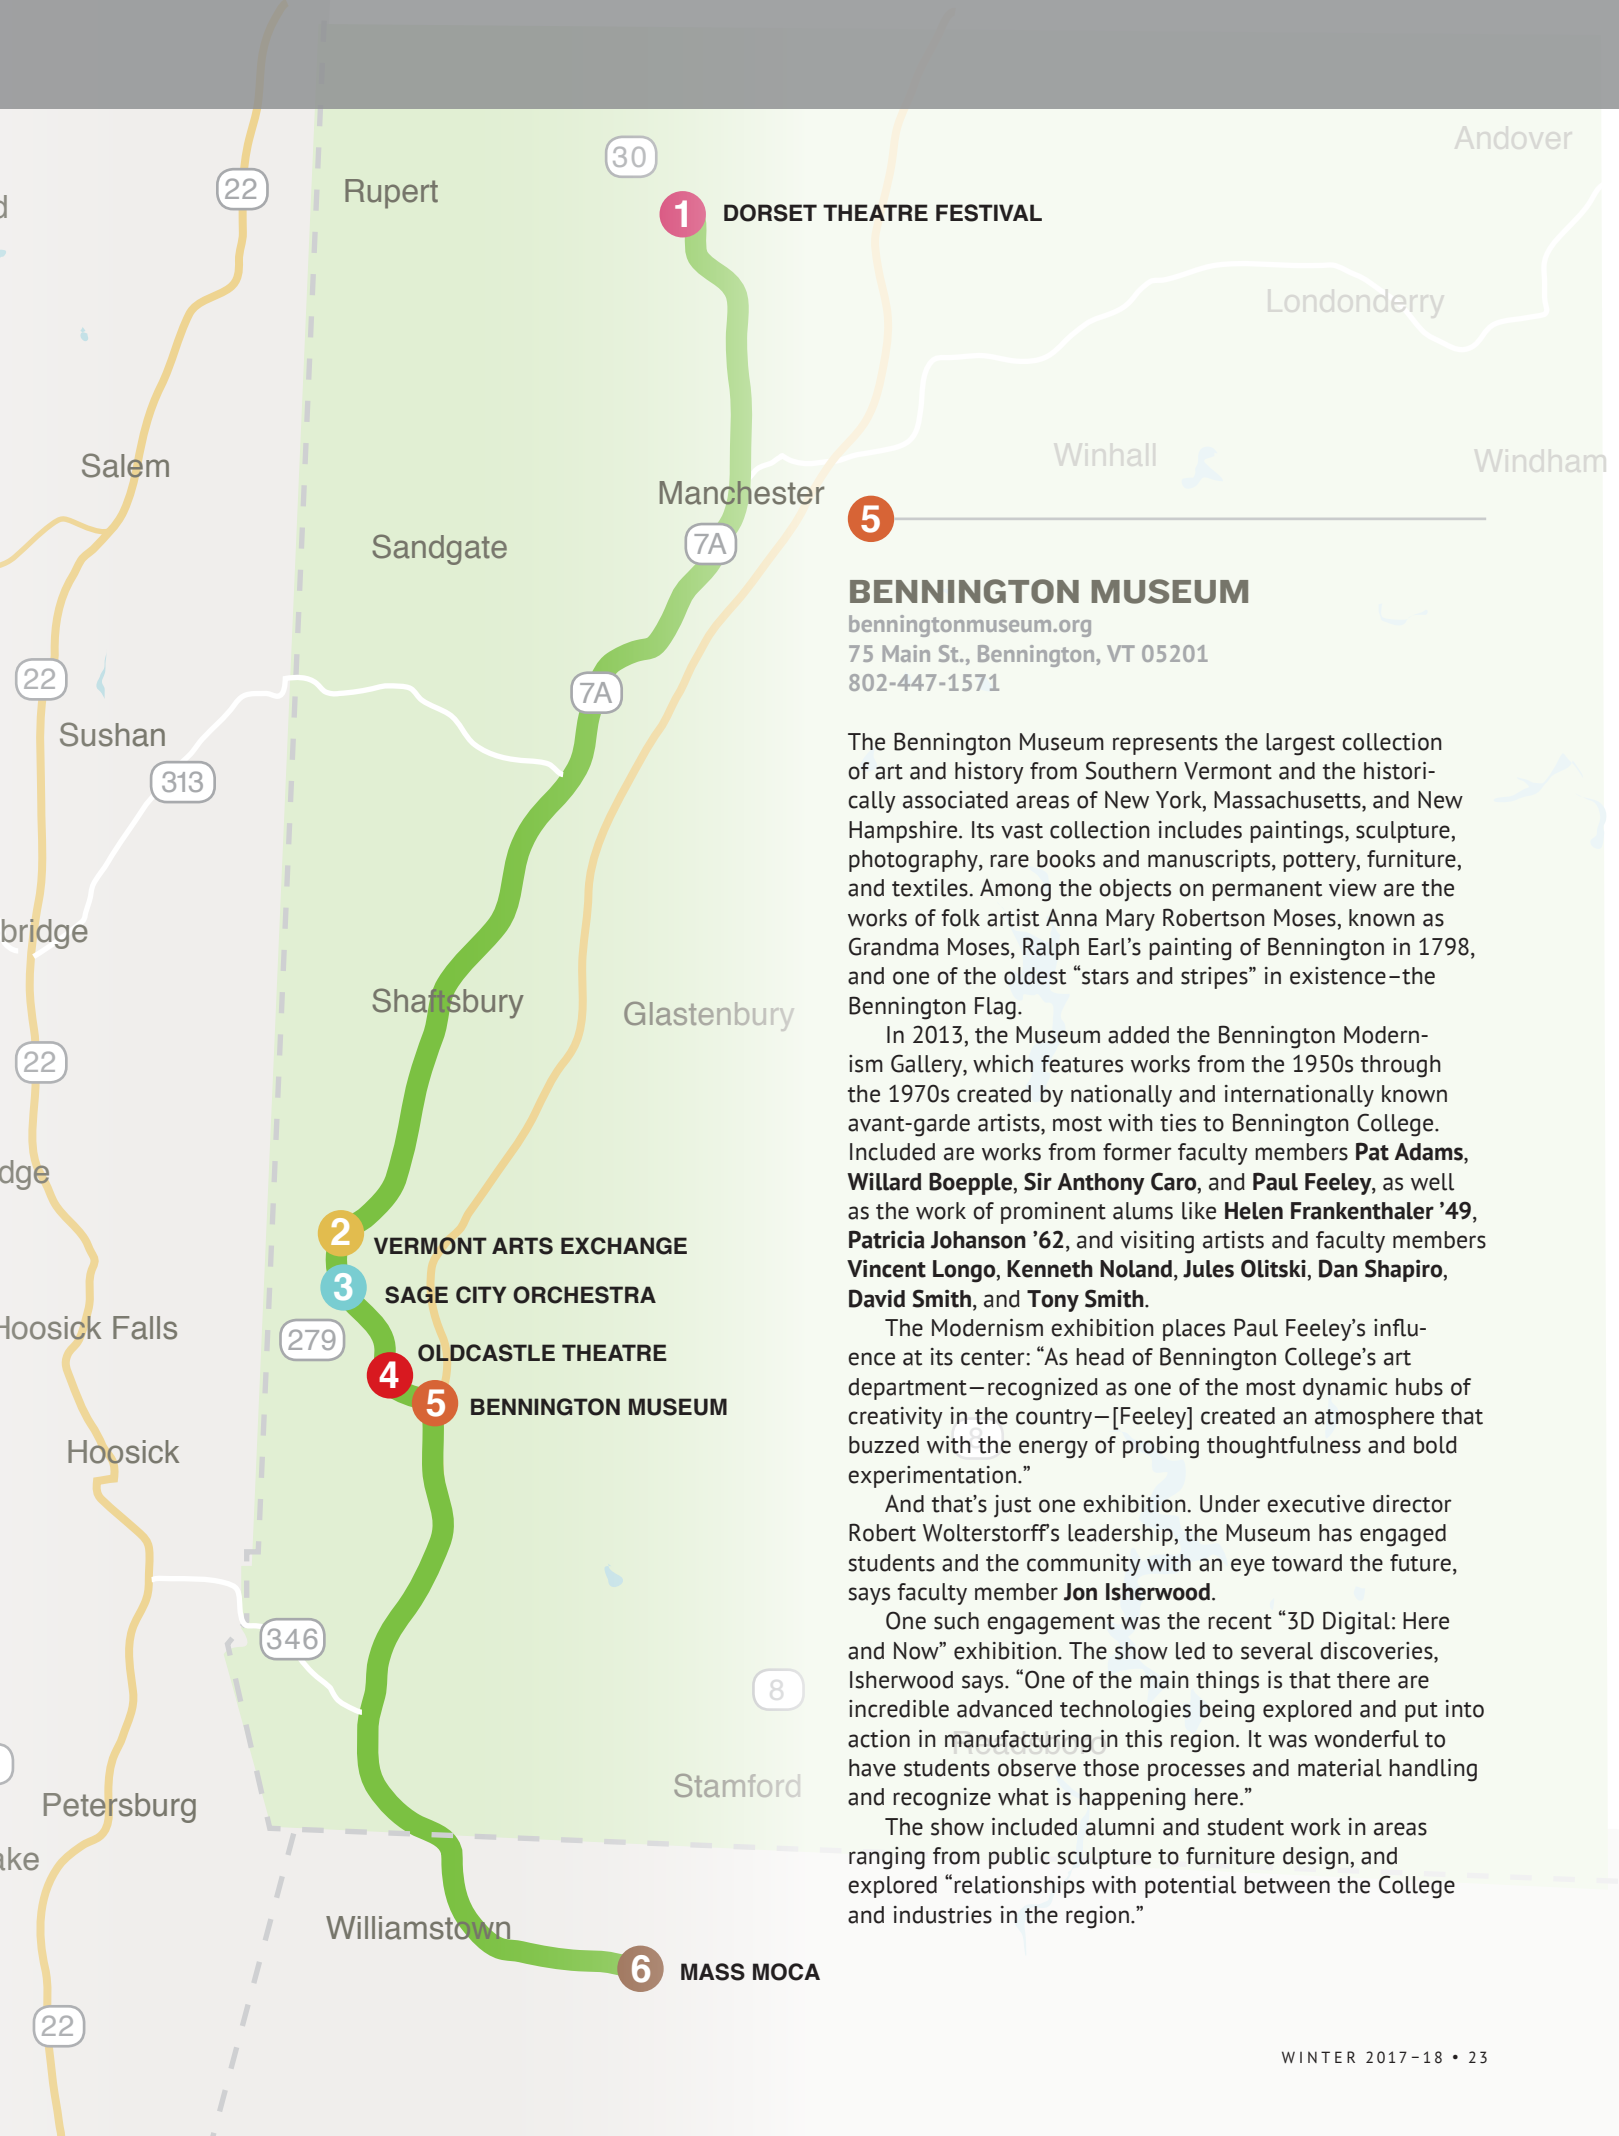 Andover
30
22
Rupert
1 DORSET THEATRE FESTIVAL
Londonderry
Winhall
Windham
Salem
Manchester
7A
Sandgate
22
7A
Sushan
313
bridge
Shaftsbury
Glastenbury
22
dge
2 VERMONT ARTS EXCHANGE
3 SAGE CITY ORCHESTRA
Hoosick Falls
279
4 OLDCASTLE THEATRE
5 BENNINGTON MUSEUM
Hoosick
8
346
8
Readsboro
Stamford
Petersburg
ake
Williamstown
6 MASS MOCA
22
5
BENNINGTON MUSEUM
benningtonmuseum.org
75 Main St., Bennington, VT 05201
802-447-1571
The Bennington Museum represents the largest collection
of art and history from Southern Vermont and the histori-
cally associated areas of New York, Massachusetts, and New
Hampshire. Its vast collection includes paintings, sculpture,
photography, rare books and manuscripts, pottery, furniture,
and textiles. Among the objects on permanent view are the
works of folk artist Anna Mary Robertson Moses, known as
Grandma Moses, Ralph Earl’s painting of Bennington in 1798,
and one of the oldest “stars and stripes” in existence–the
Bennington Flag.
In 2013, the Museum added the Bennington Modern-
ism Gallery, which features works from the 1950s through
the 1970s created by nationally and internationally known
avant-garde artists, most with ties to Bennington College.
Included are works from former faculty members Pat Adams,
Willard Boepple, Sir Anthony Caro, and Paul Feeley, as well
as the work of prominent alums like Helen Frankenthaler ’49,
Patricia Johanson ’62, and visiting artists and faculty members
Vincent Longo, Kenneth Noland, Jules Olitski, Dan Shapiro,
David Smith, and Tony Smith.
The Modernism exhibition places Paul Feeley’s influ-
ence at its center: “As head of Bennington College’s art
department—recognized as one of the most dynamic hubs of
creativity in the country—[Feeley] created an atmosphere that
buzzed with the energy of probing thoughtfulness and bold
experimentation.”
And that’s just one exhibition. Under executive director
Robert Wolterstorff’s leadership, the Museum has engaged
students and the community with an eye toward the future,
says faculty member Jon Isherwood.
One such engagement was the recent “3D Digital: Here
and Now” exhibition. The show led to several discoveries,
Isherwood says. “One of the main things is that there are
incredible advanced technologies being explored and put into
action in manufacturing in this region. It was wonderful to
have students observe those processes and material handling
and recognize what is happening here.”
The show included alumni and student work in areas
ranging from public sculpture to furniture design, and
explored “relationships with potential between the College
and industries in the region.”
WINTER 2017–18 • 23